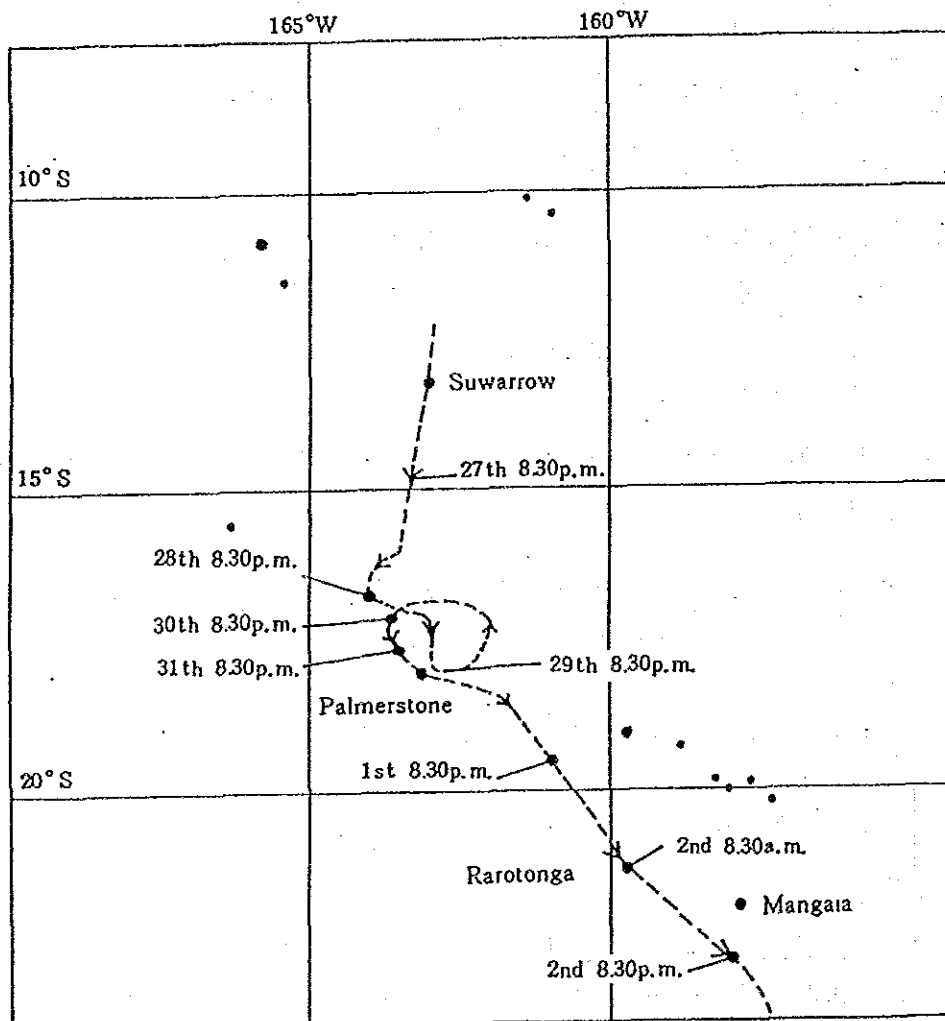 165°W
160°W
10°S
Suwarrow
27th 8.30p.m.
15°S
28th 8.30p.m.
30th 8.30p.m.
31th 8.30p.m.
29th 8.30p.m.
Palmerstone
1st 8.30p.m.
20°S
2nd 8.30a.m.
Rarotonga
Mangaia
2nd 8.30p.m.